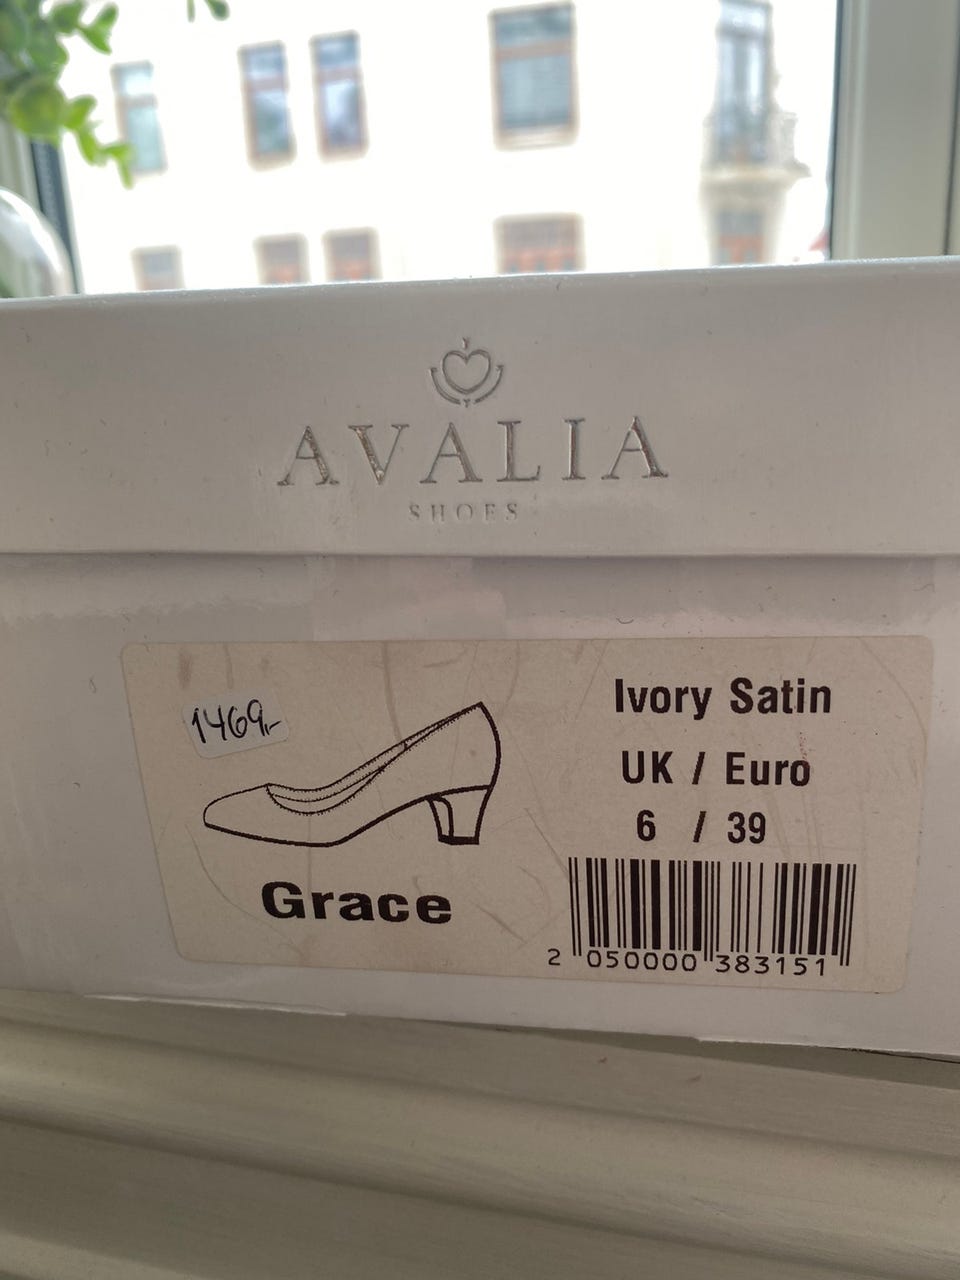 AVALIA
SHOES
1469,-
Ivory Satin
UK / Euro
6 / 39
Grace
2 050000 383151